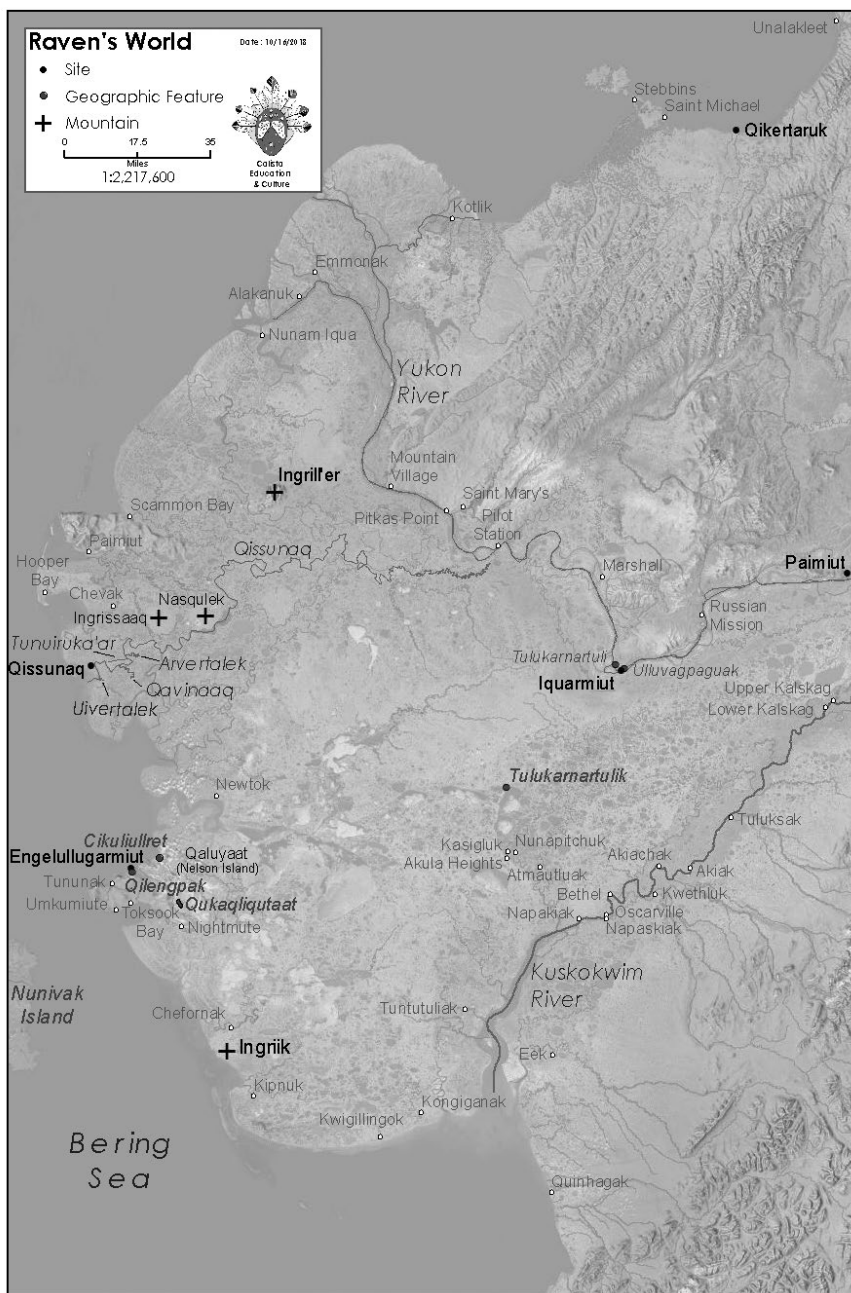 Raven's World
Date: 10/16/2018
Site
Geographic Feature
Mountain
0 17.5 35
Miles
1:2,217,600
Calista
Education
& Culture
Unalakleet
Stebbins
Saint Michael
Qikertaruk
Kotlik
Emmonak
Alakanuk
Nunam Iqua
Yukon
River
Mountain
Village
Ingrill'er
Saint Mary's
Pitkas Point
Pilot
Station
Scammon Bay
Paimiut
Hooper
Bay
Qissunaq
Chevak
Nasqulek
Ingrissaaq
Marshall
Paimiut
Russian
Mission
Tunuiruka'ar
Arvertalek
Qissunaq
Qavinaaq
Uivertalek
Tulukarnartuli
Ulluvagpaguak
Iquarmiut
Upper Kalskag
Lower Kalskag
Newtok
Tulukarnartulik
Tuluksak
Cikuliullret
Engelullugarmiut
Qaluyaat
(Nelson Island)
Kasigluk
Nunapitchuk
Akula Heights
Atmautluak
Akiachak
Akiak
Tununak
Qilengpak
Umkumiute
Qukaqliqutaat
Toksook
Bay
Nightmute
Bethel
Kwethluk
Napakiak
Oscarville
Napaskiak
Nunivak
Island
Kuskokwim
River
Chefornak
Tuntutuliak
Ingriik
Eek
Kipnuk
Kongiganak
Kwigillingok
Bering
Sea
Quinhagak